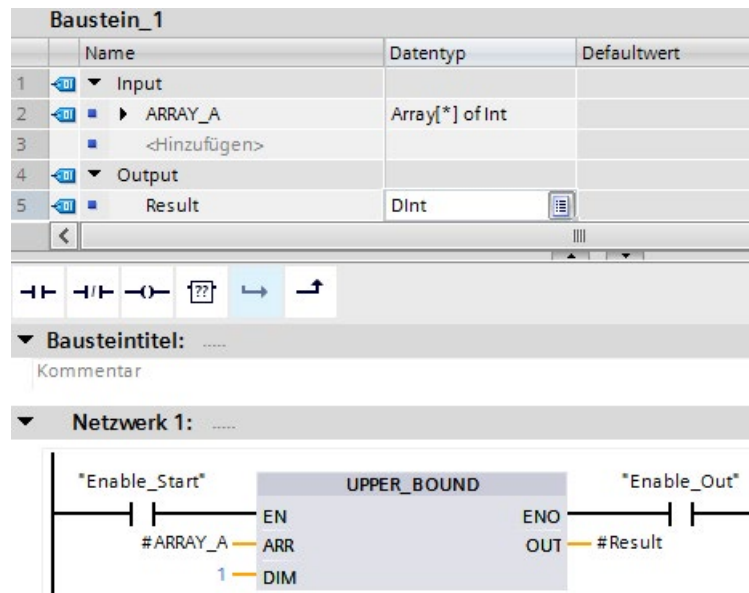 Baustein_1
Name Datentyp Defaultwert
1 Input
2 ARRAY_A Array[*] of Int
3 <Hinzufügen>
4 Output
5 Result DInt
??
Bausteintitel: .....
Kommentar
Netzwerk 1: .....
"Enable_Start" UPPER_BOUND "Enable_Out"
EN ENO
#ARRAY_A ARR OUT #Result
1 DIM